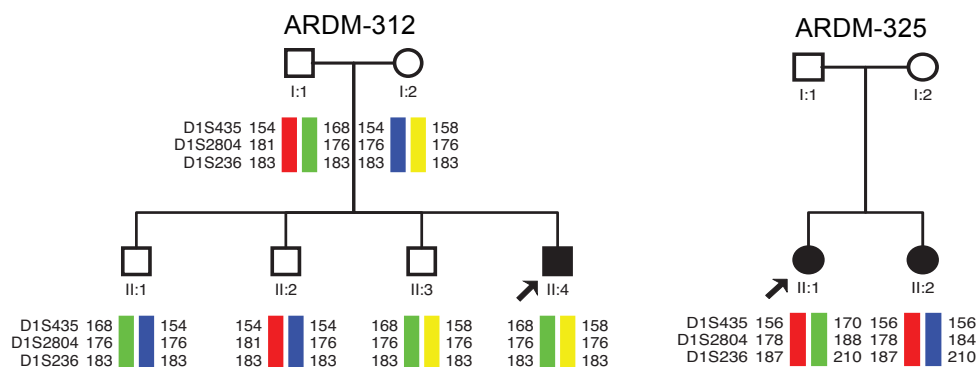 ARDM-312
ARDM-325
I:1 I:2
I:1 I:2
D1S435 154 168 154 158
D1S2804 181 176 176 176
D1S236 183 183 183 183
II:1 II:2 II:3 II:4
II:1 II:2
D1S435 168 154 154 154 168 158 168 158
D1S2804 176 176 181 176 176 176 176 176
D1S236 183 183 183 183 183 183 183 183
D1S435 156 170 156 156
D1S2804 178 188 178 184
D1S236 187 210 187 210